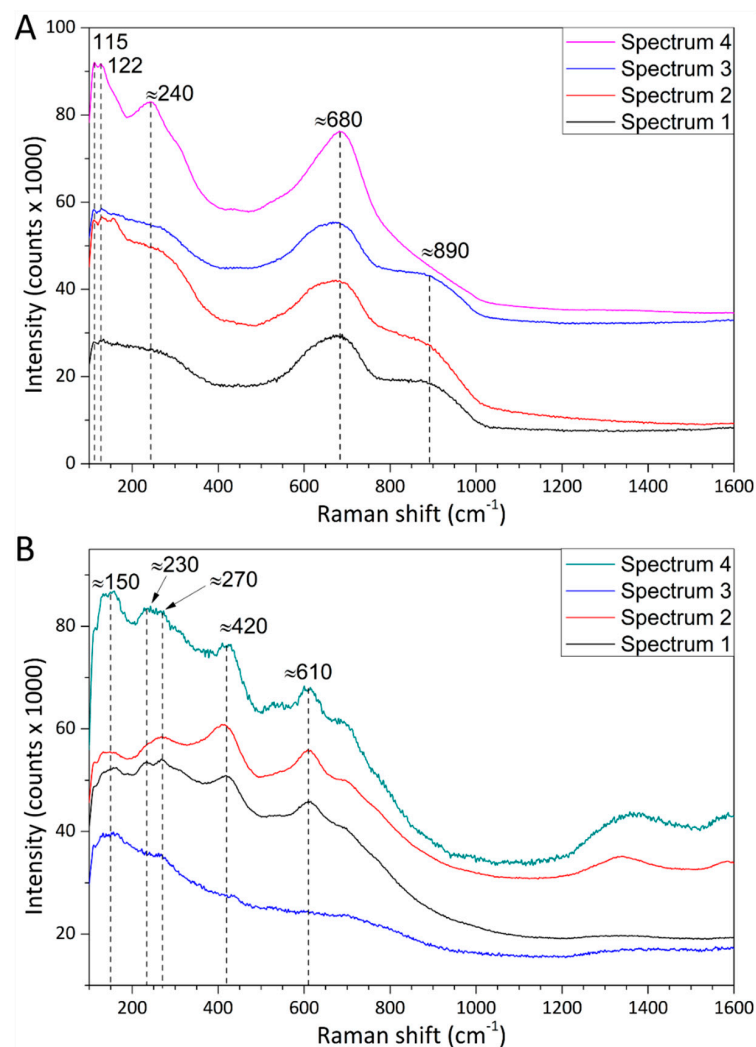 A
115
122
≈240
≈680
≈890
Spectrum 4
Spectrum 3
Spectrum 2
Spectrum 1
Intensity (counts x 1000)
100
80
60
40
20
0
200 400 600 800 1000 1200 1400 1600
Raman shift (cm⁻¹)
B
≈150
≈230
≈270
≈420
≈610
Spectrum 4
Spectrum 3
Spectrum 2
Spectrum 1
Intensity (counts x 1000)
80
60
40
20
200 400 600 800 1000 1200 1400 1600
Raman shift (cm⁻¹)